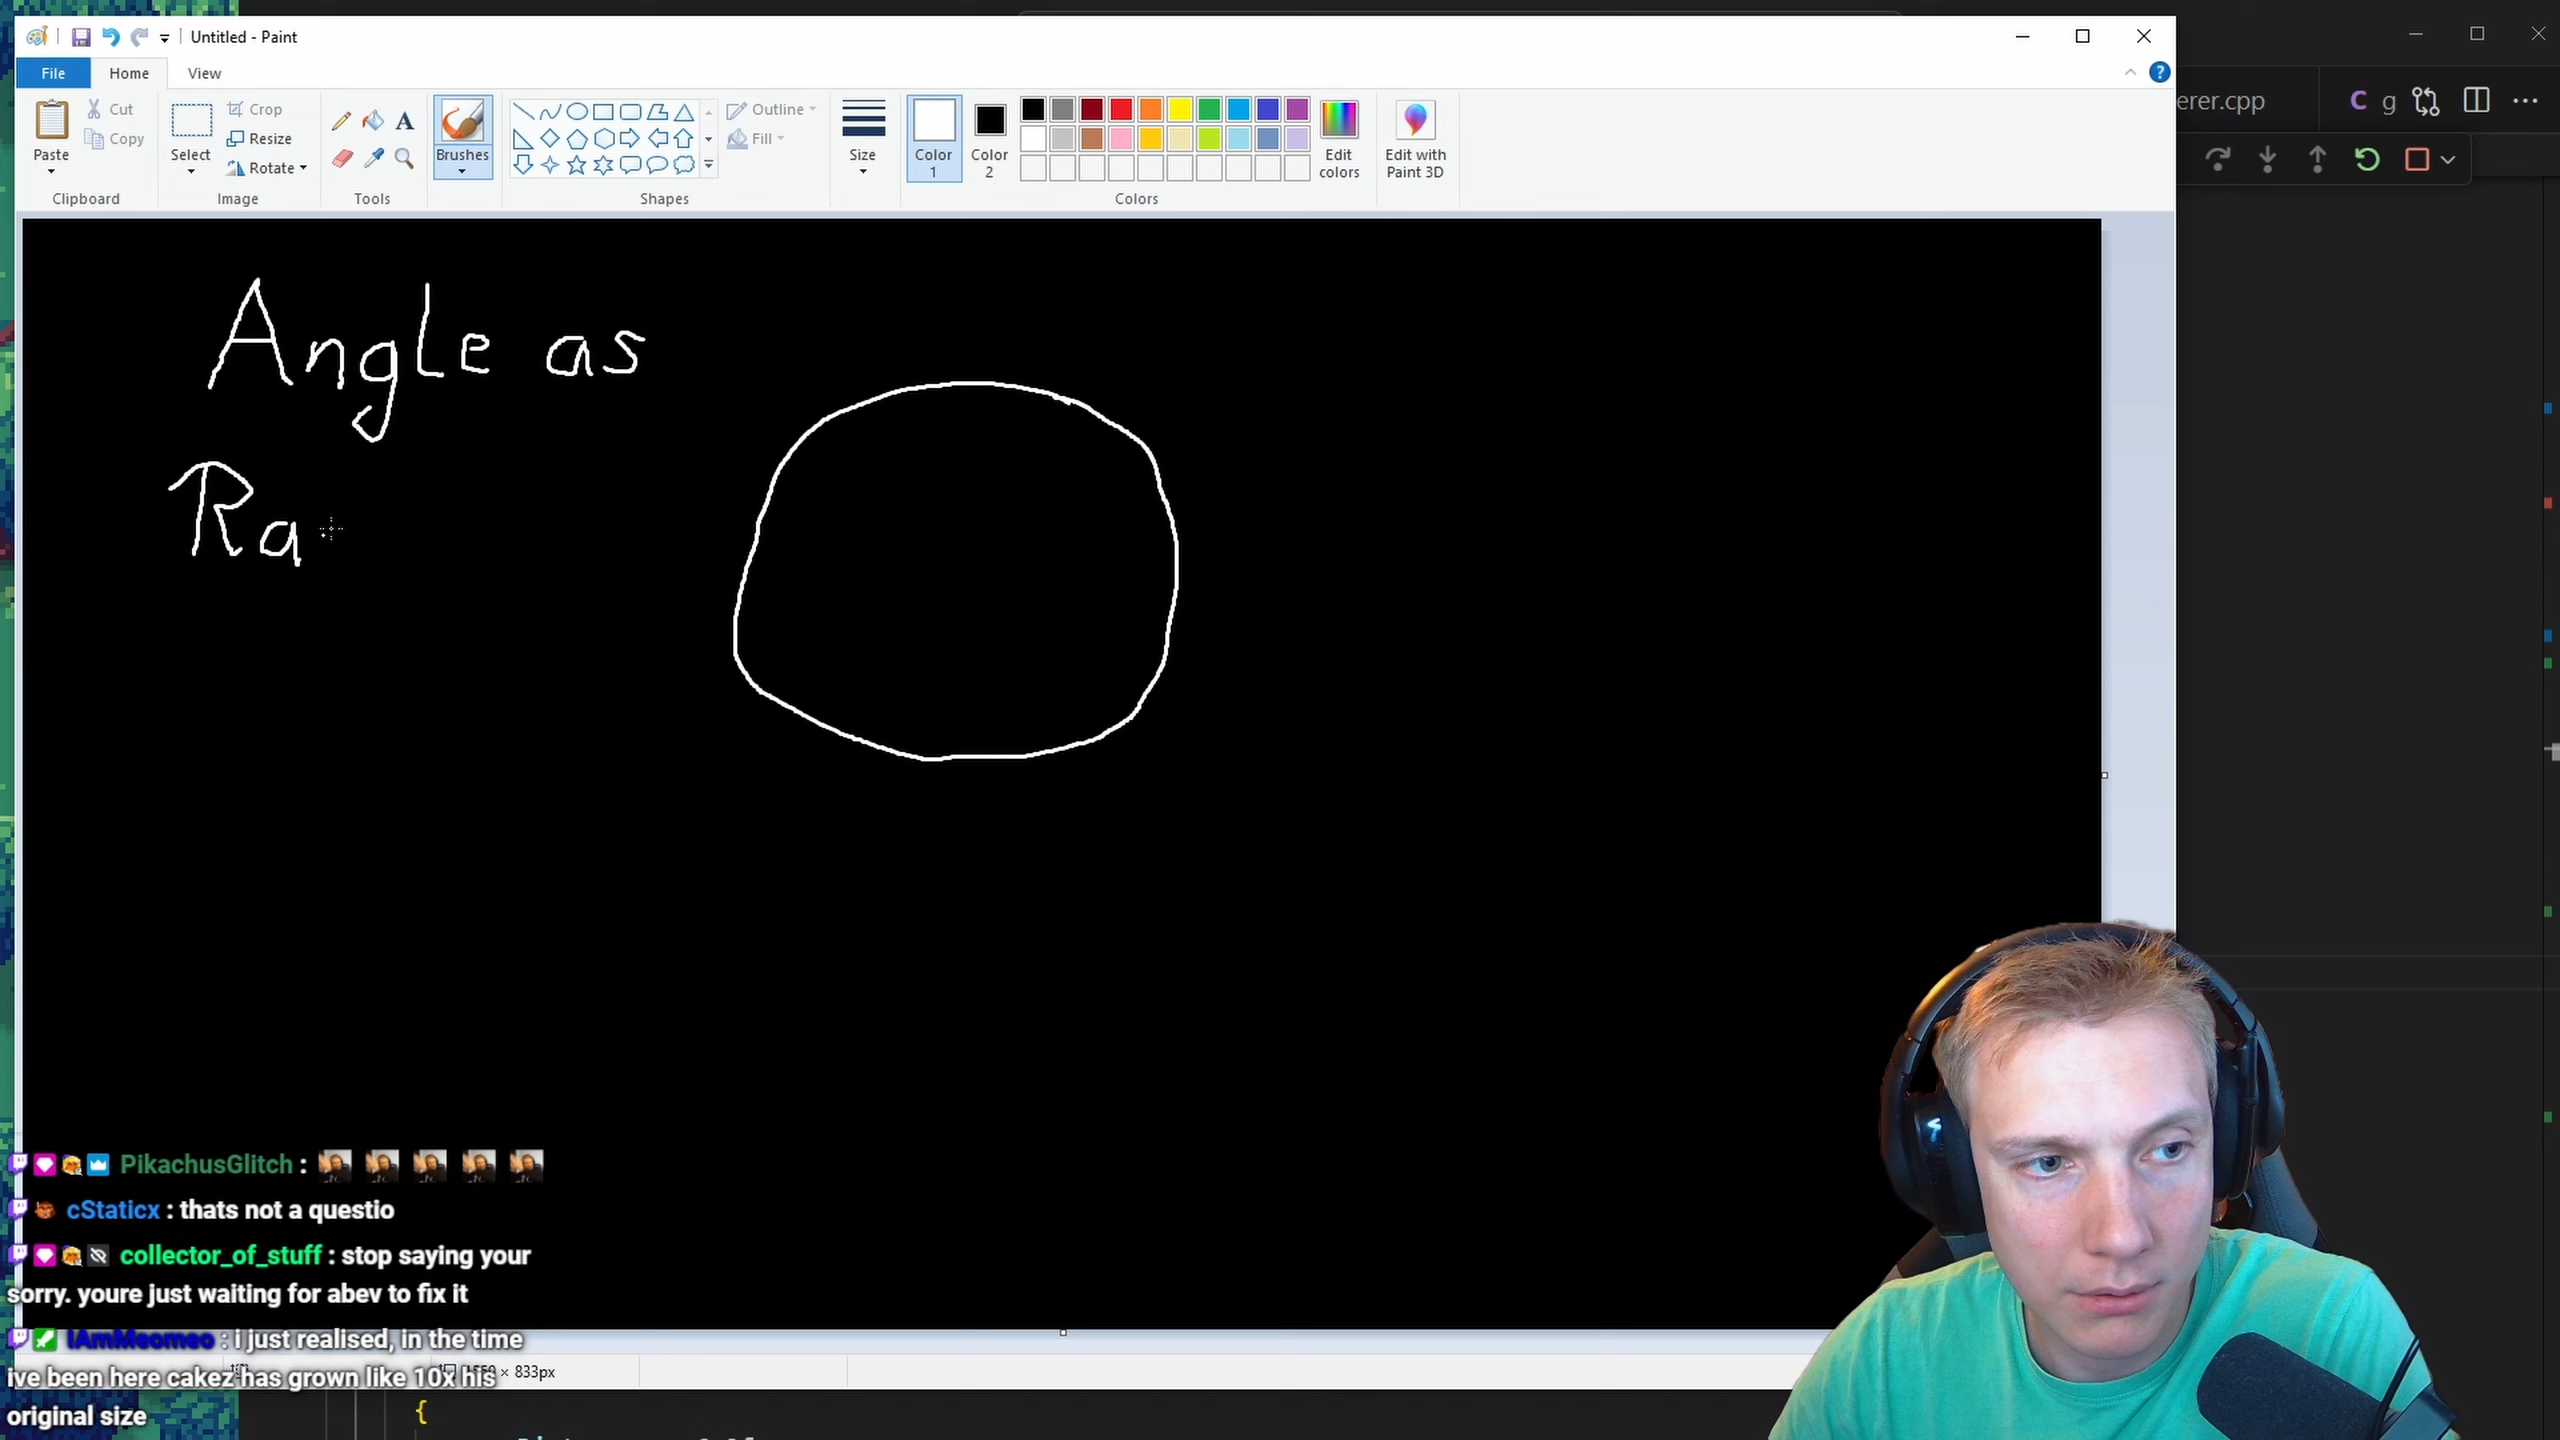 Untitled - Paint
File Home View
Paste Cut Copy Select Crop Resize Rotate Brushes Outline Fill Size Color 1 Color 2 Edit colors Edit with Paint 3D
Clipboard Image Tools Shapes Colors
erer.cpp C g
Angle as
Ra
PikachusGlitch :
cStaticx : thats not a questio
collector_of_stuff : stop saying your
sorry. youre just waiting for abev to fix it
IAmMeomeo : i just realised, in the time
ive been here cakez has grown like 10x his
original size
× 833px
{